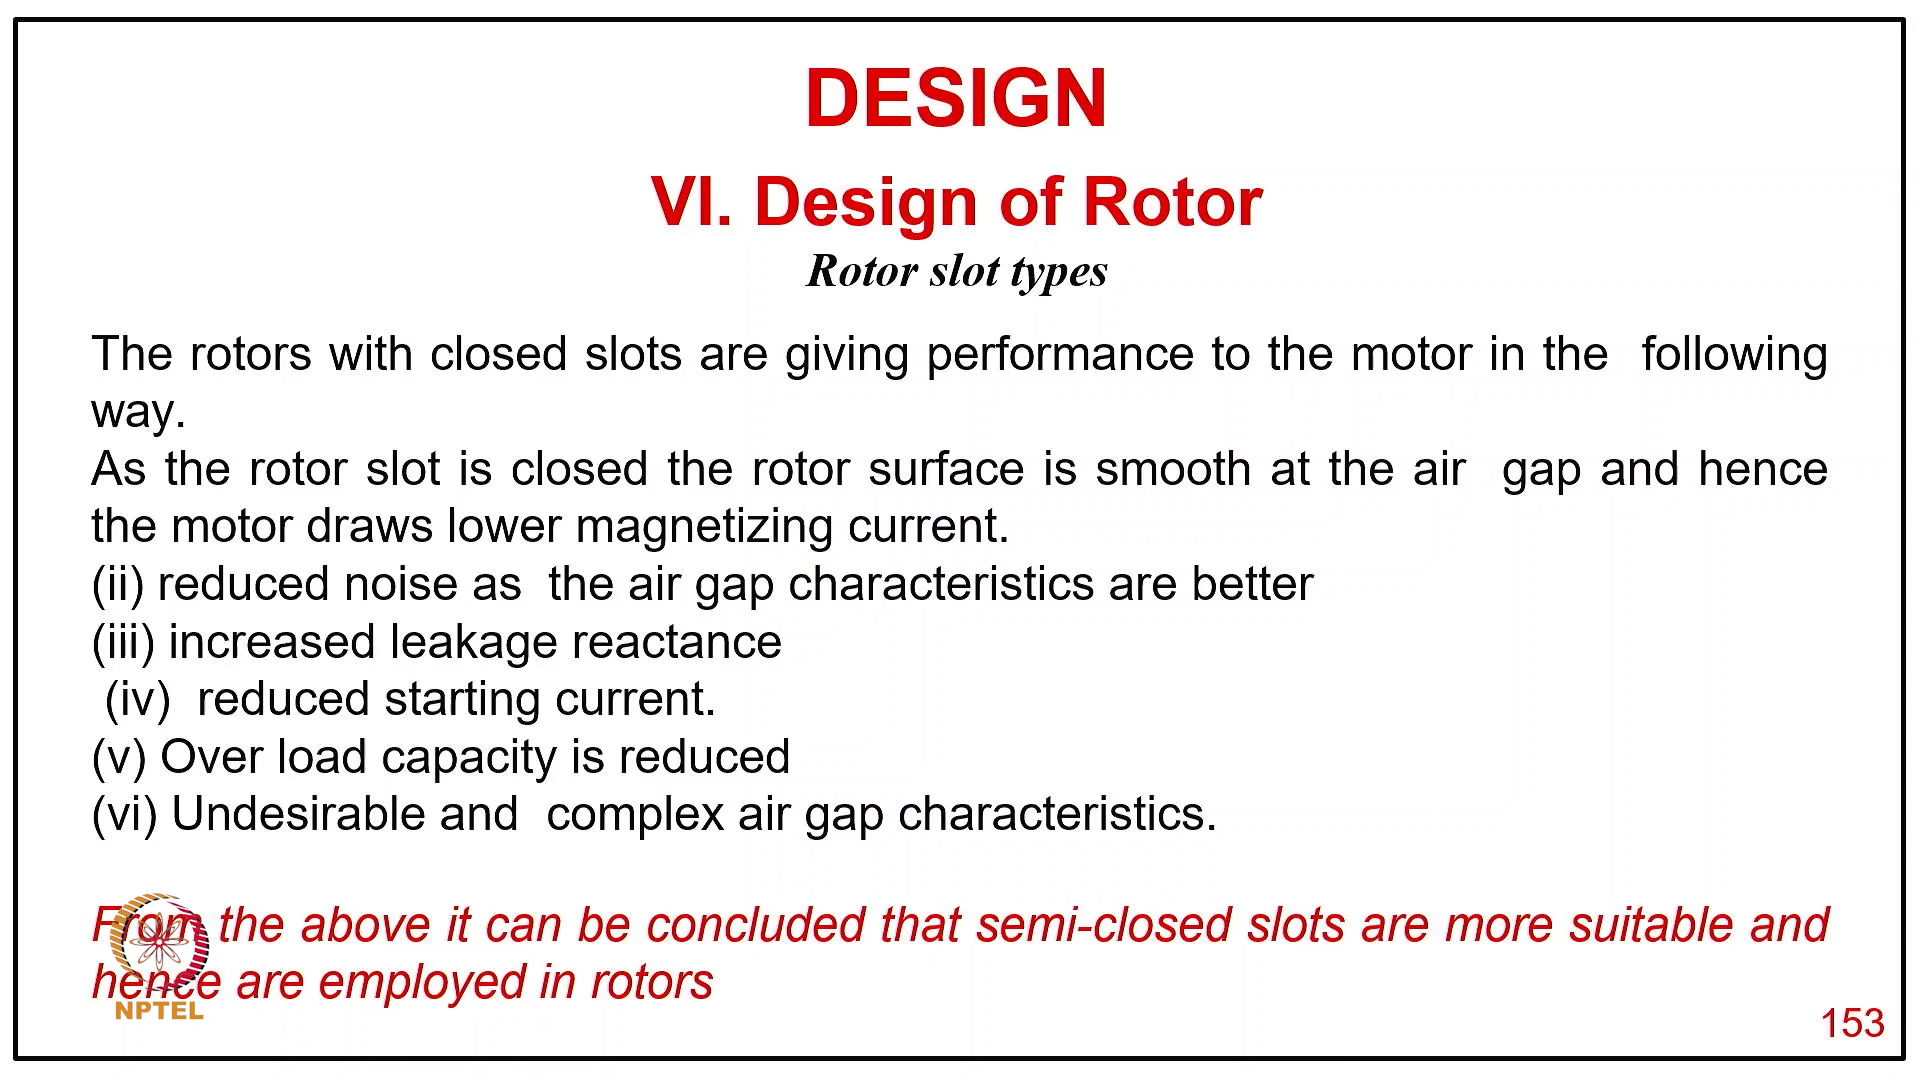 DESIGN
VI. Design of Rotor
Rotor slot types
The rotors with closed slots are giving performance to the motor in the following
way.
As the rotor slot is closed the rotor surface is smooth at the air gap and hence
the motor draws lower magnetizing current.
(ii) reduced noise as the air gap characteristics are better
(iii) increased leakage reactance
(iv) reduced starting current.
(v) Over load capacity is reduced
(vi) Undesirable and complex air gap characteristics.
From the above it can be concluded that semi-closed slots are more suitable and
hence are employed in rotors
NPTEL
153